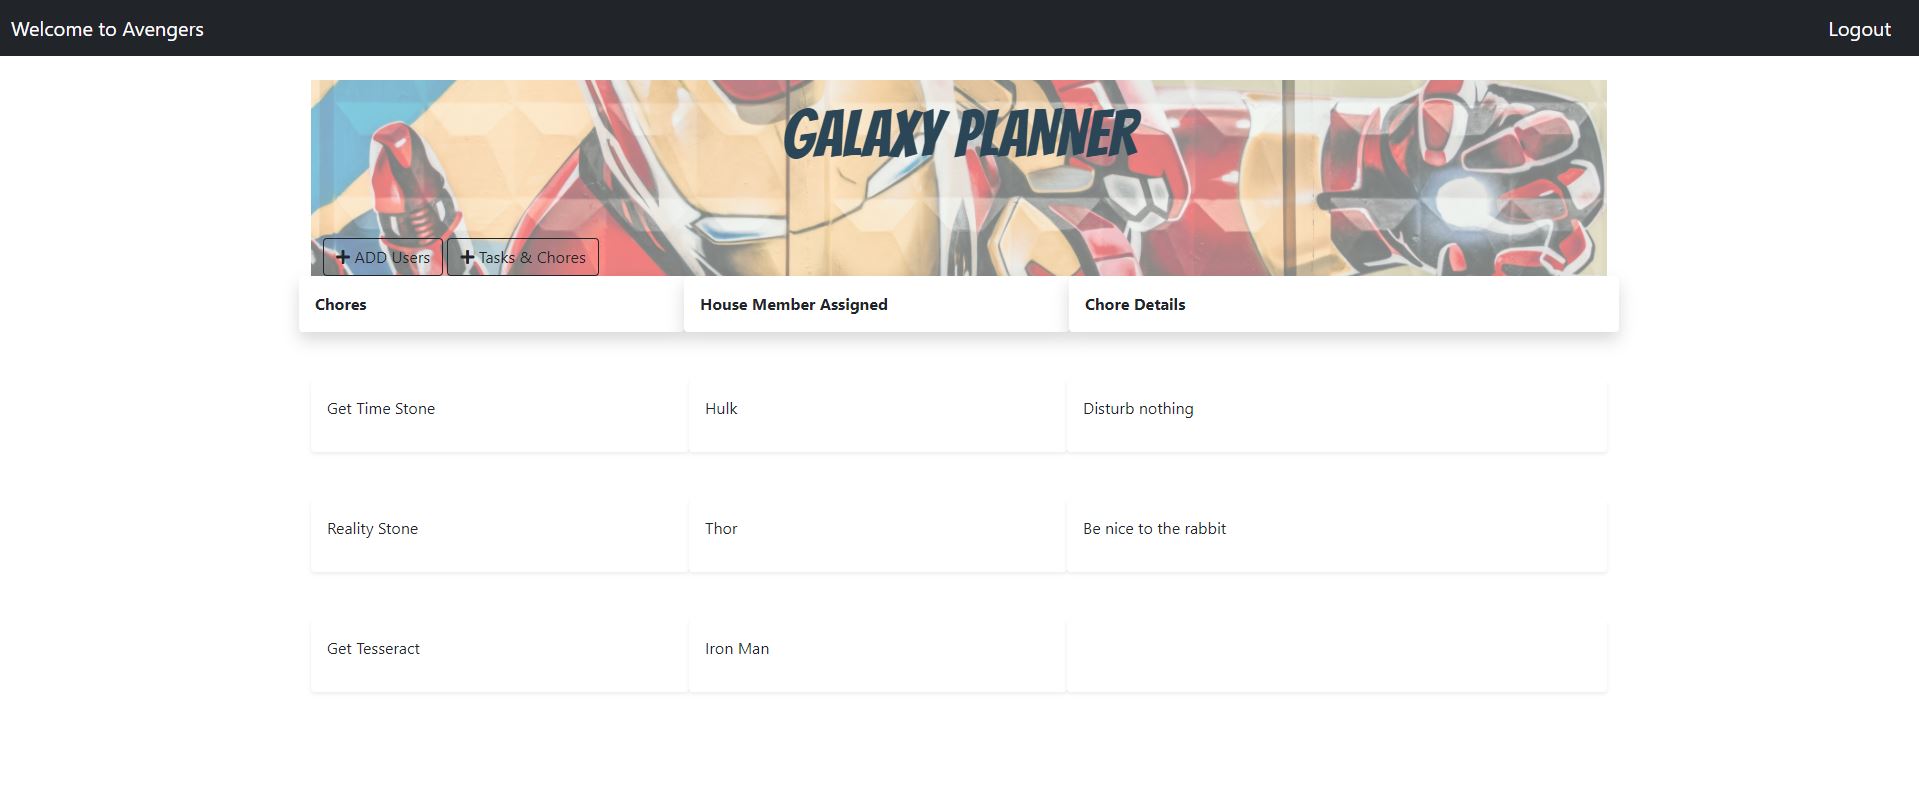 Welcome to Avengers Logout
GALAXY PLANNER
ADD Users Tasks & Chores
Chores House Member Assigned Chore Details
Get Time Stone Hulk Disturb nothing
Reality Stone Thor Be nice to the rabbit
Get Tesseract Iron Man